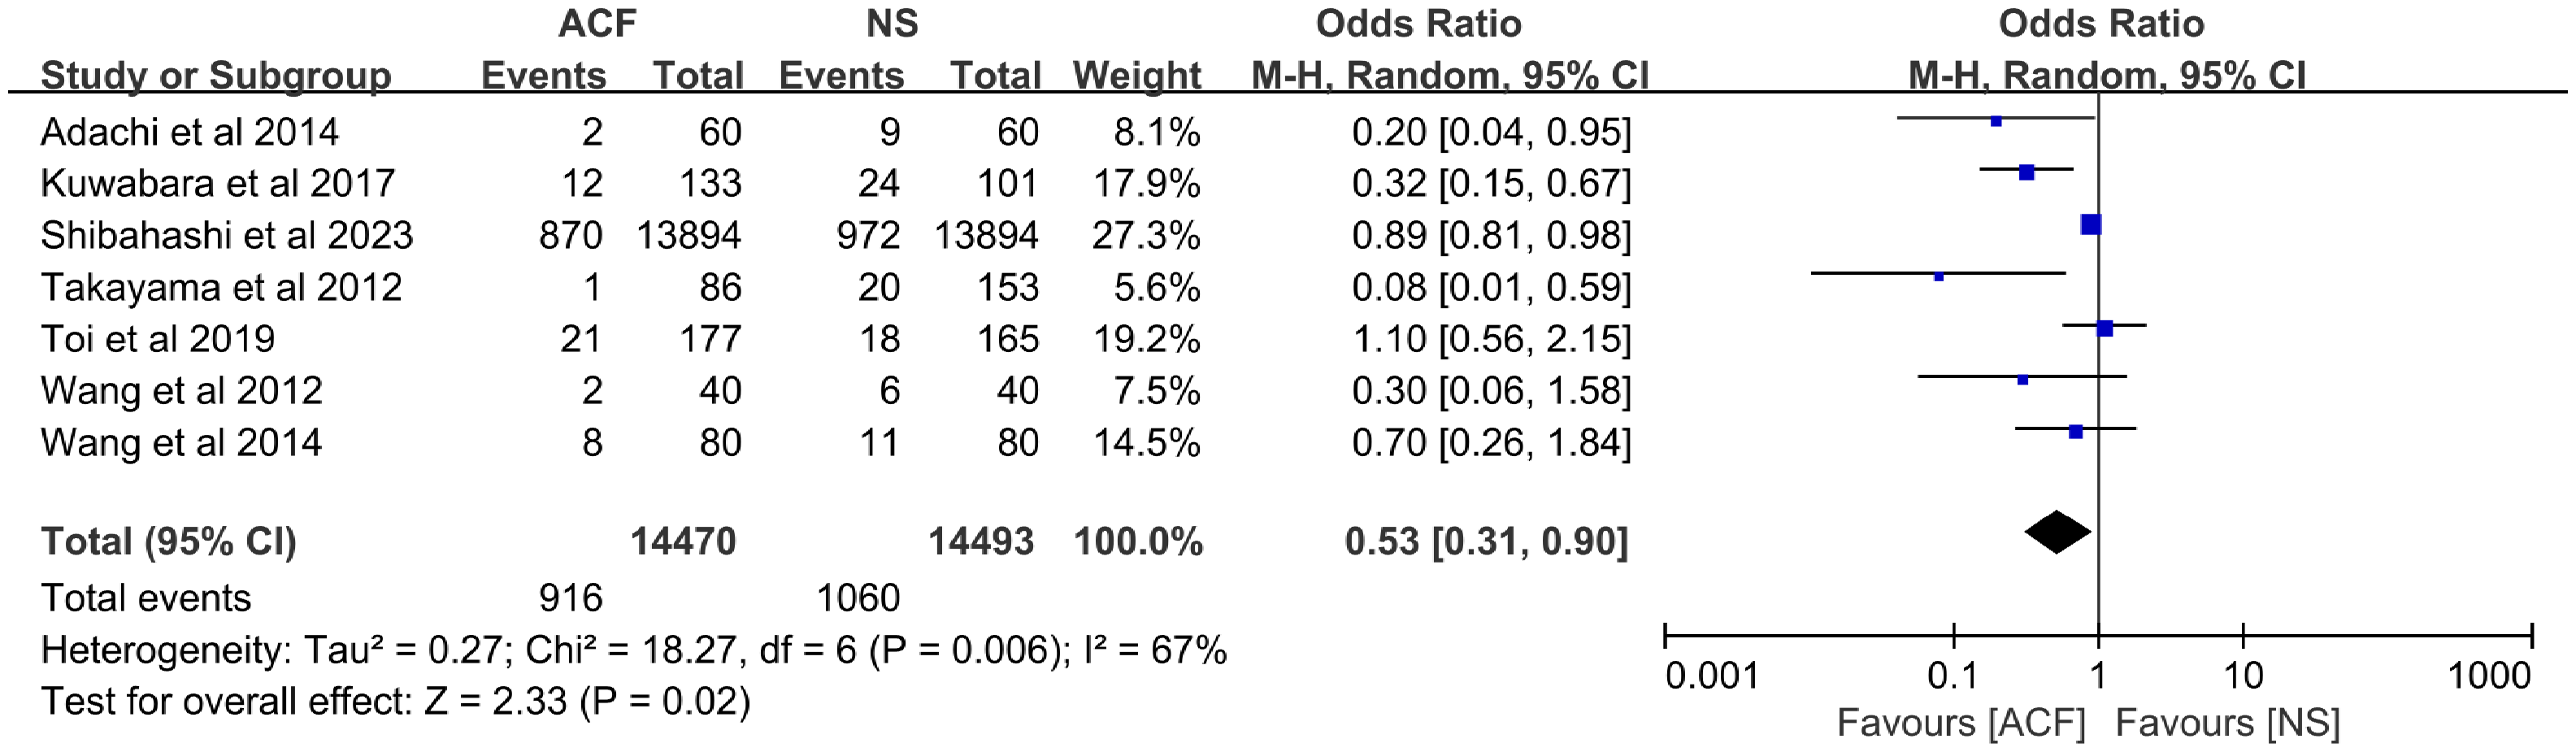 ACF NS Odds Ratio Odds Ratio
Study or Subgroup Events Total Events Total Weight M-H, Random, 95% CI M-H, Random, 95% CI
Adachi et al 2014 2 60 9 60 8.1% 0.20 [0.04, 0.95]
Kuwabara et al 2017 12 133 24 101 17.9% 0.32 [0.15, 0.67]
Shibahashi et al 2023 870 13894 972 13894 27.3% 0.89 [0.81, 0.98]
Takayama et al 2012 1 86 20 153 5.6% 0.08 [0.01, 0.59]
Toi et al 2019 21 177 18 165 19.2% 1.10 [0.56, 2.15]
Wang et al 2012 2 40 6 40 7.5% 0.30 [0.06, 1.58]
Wang et al 2014 8 80 11 80 14.5% 0.70 [0.26, 1.84]
Total (95% CI) 14470 14493 100.0% 0.53 [0.31, 0.90]
Total events 916 1060
Heterogeneity: Tau² = 0.27; Chi² = 18.27, df = 6 (P = 0.006); I² = 67%
Test for overall effect: Z = 2.33 (P = 0.02)
0.001 0.1 1 10 1000
Favours [ACF] Favours [NS]